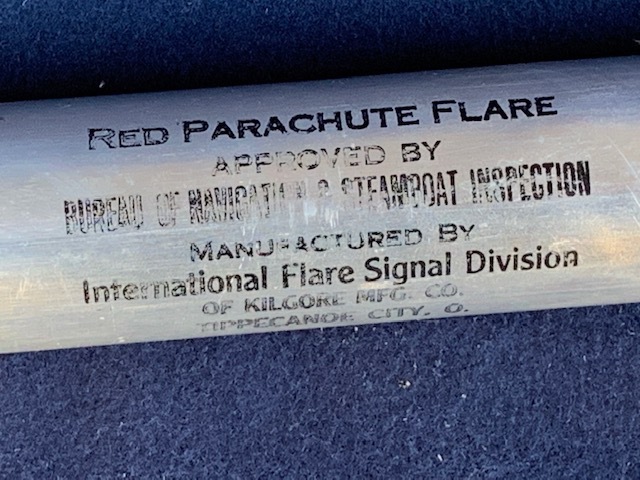 RED PARACHUTE FLARE
APPROVED BY
BUREAU OF NAVIGATION & STEAMBOAT INSPECTION
MANUFACTURED BY
International Flare Signal Division
OF KILGORE MFG. CO.
TIPPECANOE CITY, O.